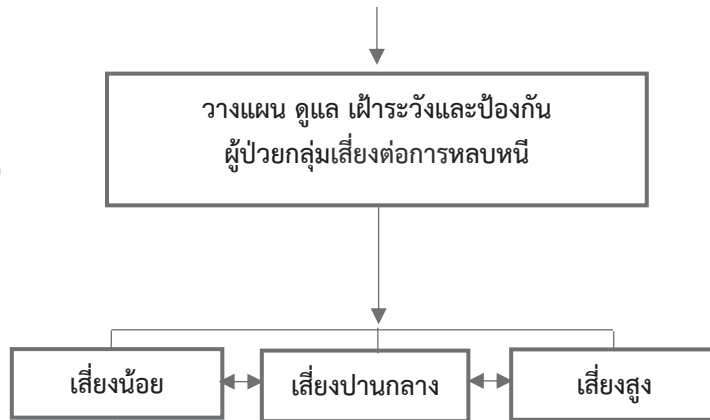 วางแผน ดูแล เฝ้าระวังและป้องกัน
ผู้ป่วยกลุ่มเสี่ยงต่อการหลบหนี
เสี่ยงน้อย
เสี่ยงปานกลาง
เสี่ยงสูง